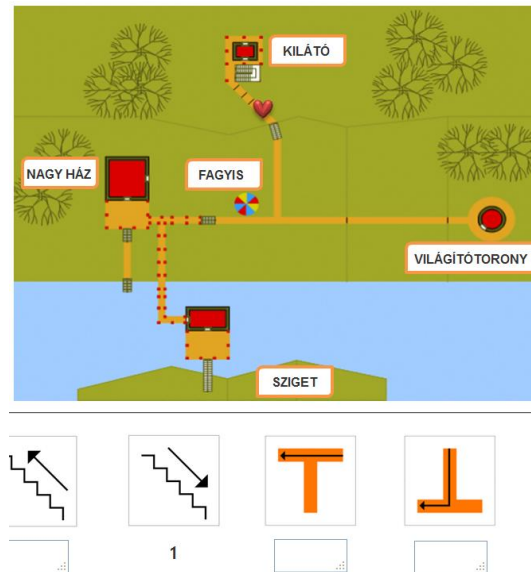 KILÁTÓ
NAGY HÁZ
FAGYIS
VILÁGÍTÓTORONY
SZIGET
1